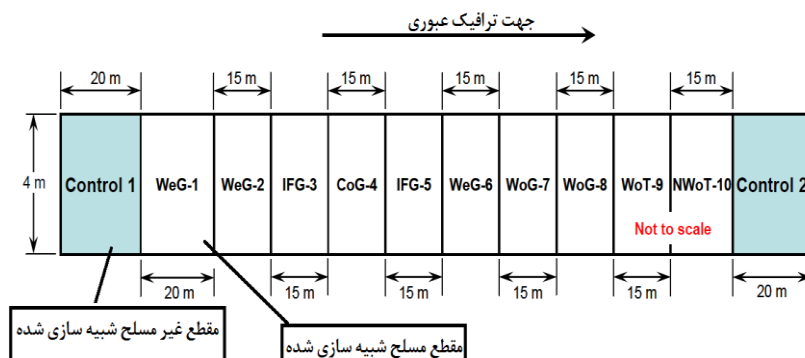 جهت ترافیک عبوری
20 m 15 m 15 m 15 m 15 m 15 m
4 m
Control 1 WeG-1 WeG-2 IFG-3 CoG-4 IFG-5 WeG-6 WoG-7 WoG-8 WoT-9 NWoT-10 Control 2
Not to scale
20 m 15 m 15 m 15 m 15 m 20 m
مقطع غیر مسلح شبیه سازی شده
مقطع مسلح شبیه سازی شده